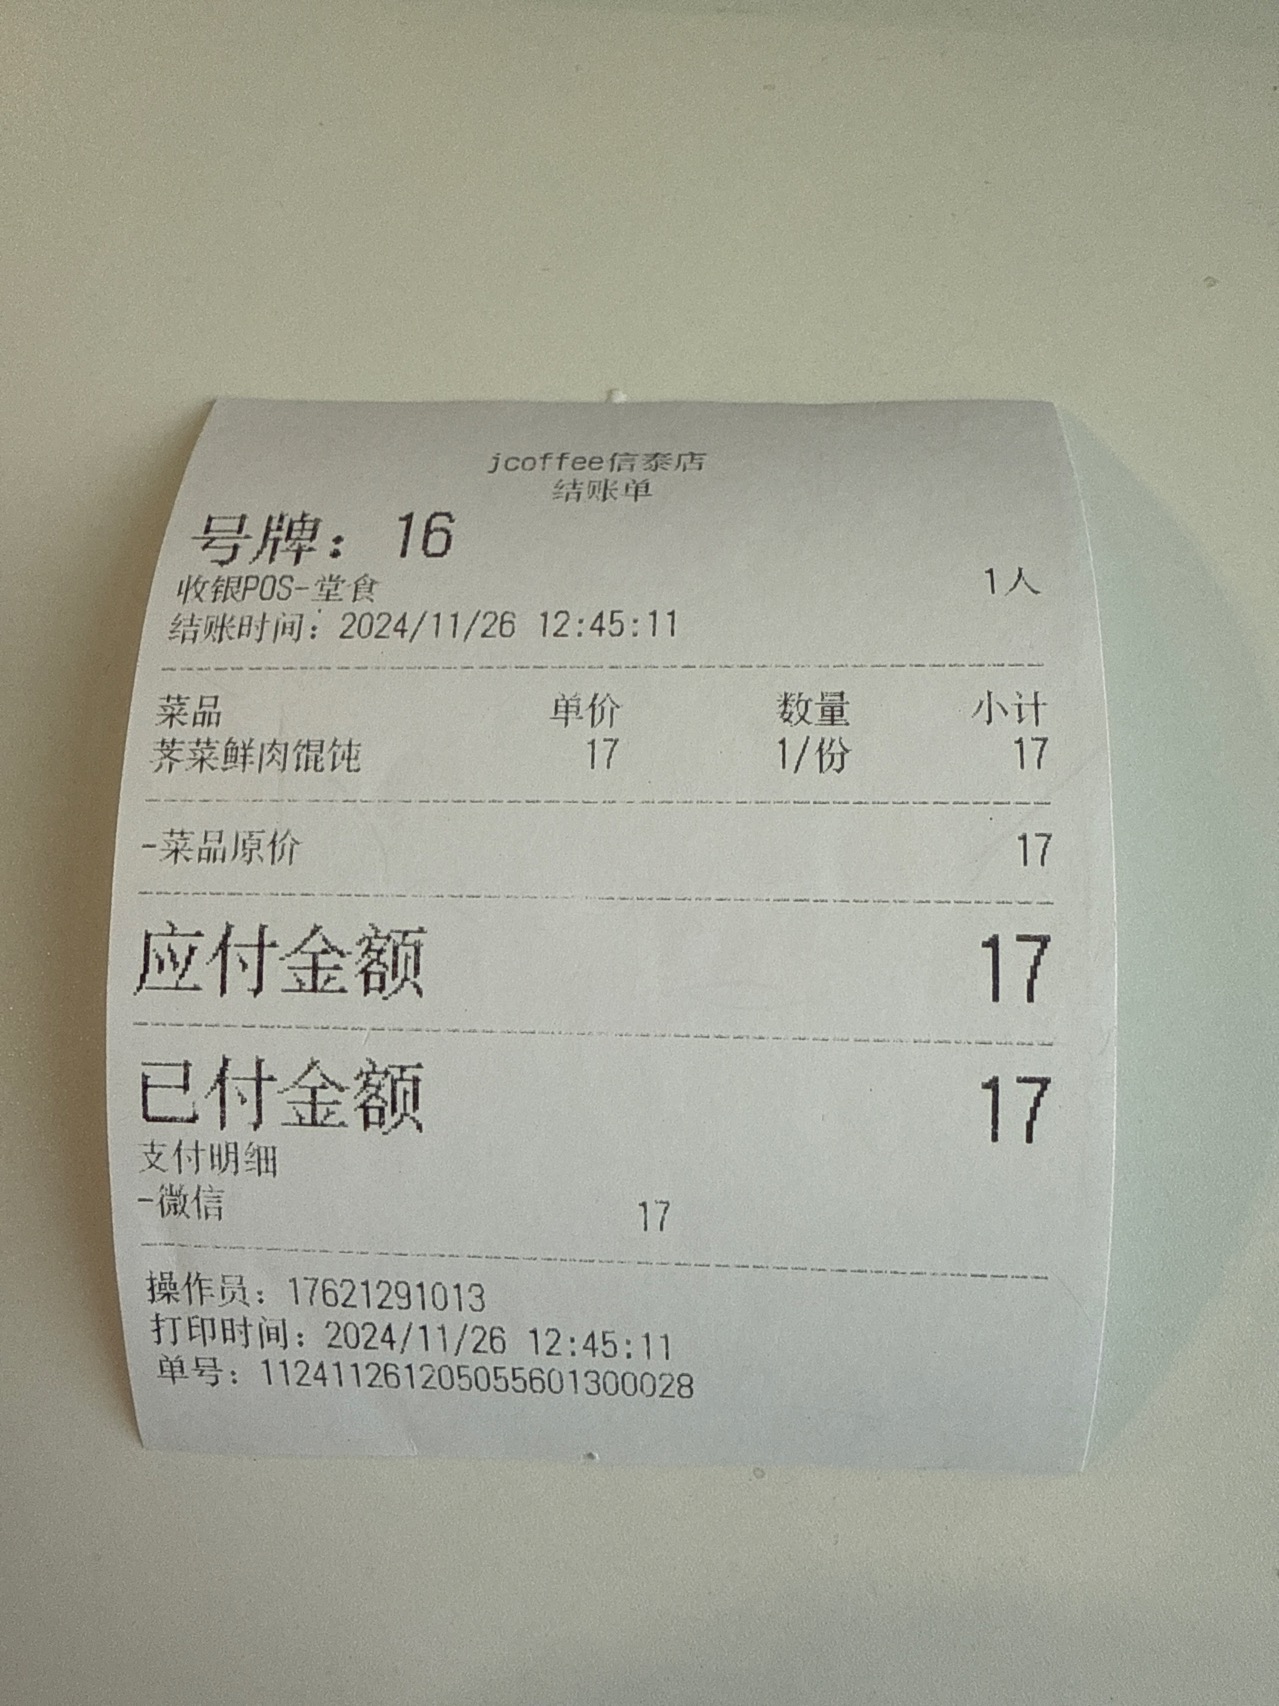 jcoffee信泰店
结账单
号牌：16
收银POS-堂食 1人
结账时间：2024/11/26 12:45:11
菜品 单价 数量 小计
荠菜鲜肉馄饨 17 1/份 17
-菜品原价 17
应付金额 17
已付金额 17
支付明细
-微信 17
操作员：17621291013
打印时间：2024/11/26 12:45:11
单号：1124112612050556013​00028